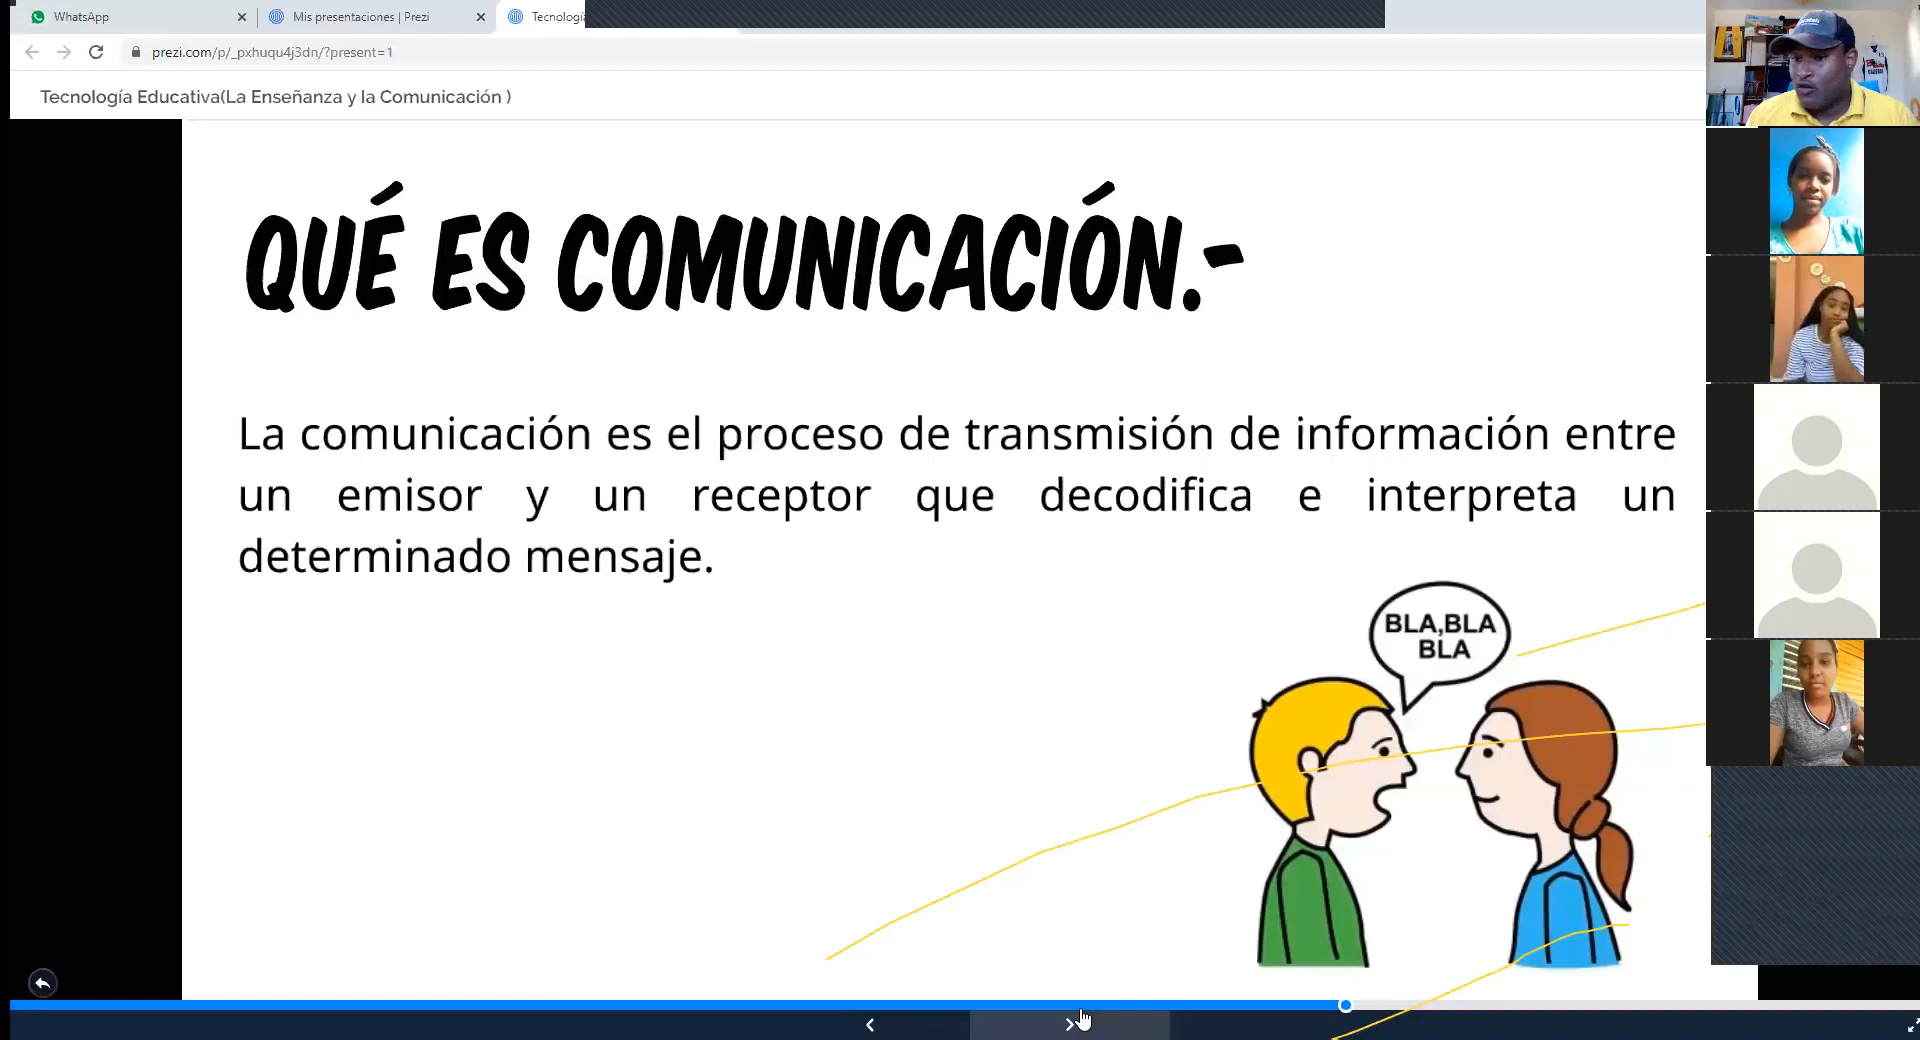 WhatsApp
Mis presentaciones | Prezi
Tecnología
prezi.com/p/_pxhuqu4j3dn/?present=1
Tecnología Educativa(La Enseñanza y la Comunicación )
QUÉ ES COMUNICACIÓN.-
La comunicación es el proceso de transmisión de información entre
un emisor y un receptor que decodifica e interpreta un
determinado mensaje.
BLA,BLA
BLA